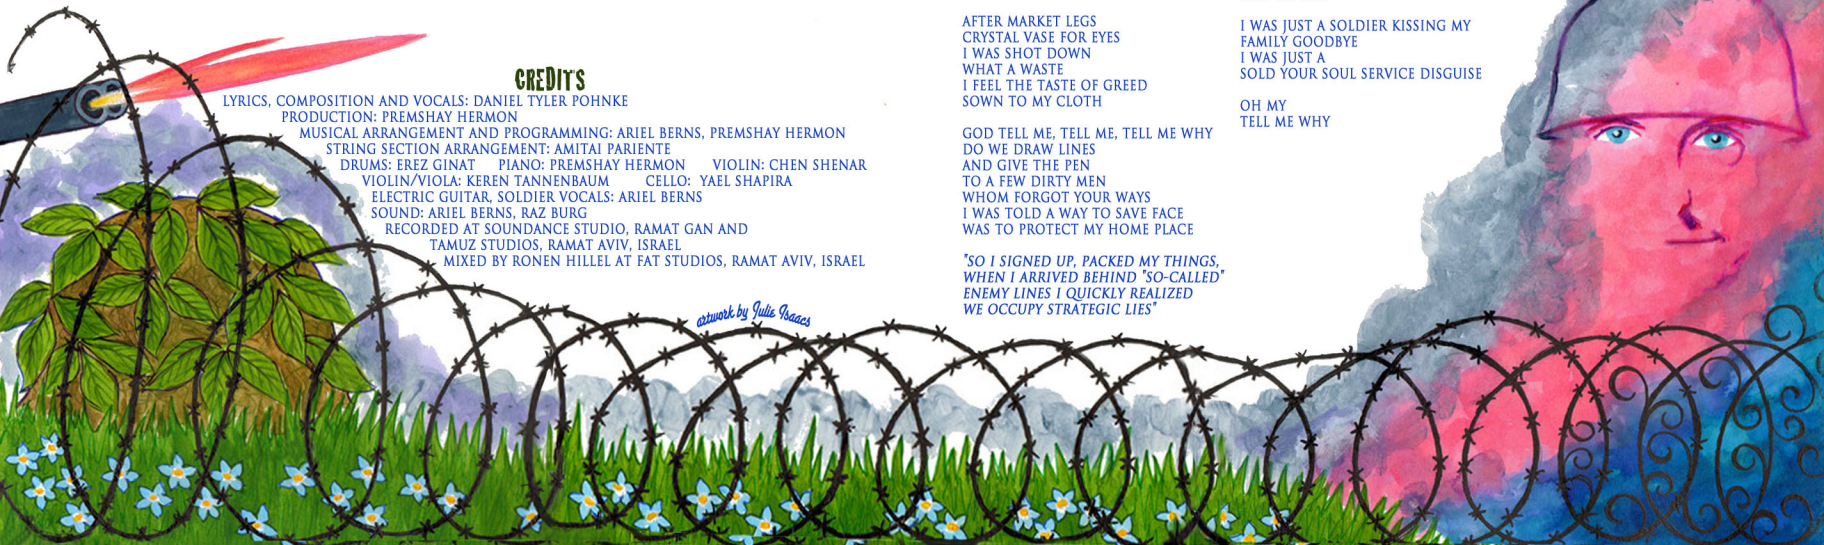 CREDITS
LYRICS, COMPOSITION AND VOCALS: DANIEL TYLER POHNKE
PRODUCTION: PREMSHAY HERMON
MUSICAL ARRANGEMENT AND PROGRAMMING: ARIEL BERNS, PREMSHAY HERMON
STRING SECTION ARRANGEMENT: AMITAI PARIENTE
DRUMS: EREZ GINAT PIANO: PREMSHAY HERMON VIOLIN: CHEN SHENAR
VIOLIN/VIOLA: KEREN TANNENBAUM CELLO: YAEL SHAPIRA
ELECTRIC GUITAR, SOLDIER VOCALS: ARIEL BERNS
SOUND: ARIEL BERNS, RAZ BURG
RECORDED AT SOUNDANCE STUDIO, RAMAT GAN AND
TAMUZ STUDIOS, RAMAT AVIV, ISRAEL
MIXED BY RONEN HILLEL AT FAT STUDIOS, RAMAT AVIV, ISRAEL
artwork by Julie Isaacs
AFTER MARKET LEGS
CRYSTAL VASE FOR EYES
I WAS SHOT DOWN
WHAT A WASTE
I FEEL THE TASTE OF GREED
SOWN TO MY CLOTH
GOD TELL ME, TELL ME, TELL ME WHY
DO WE DRAW LINES
AND GIVE THE PEN
TO A FEW DIRTY MEN
WHOM FORGOT YOUR WAYS
I WAS TOLD A WAY TO SAVE FACE
WAS TO PROTECT MY HOME PLACE
"SO I SIGNED UP, PACKED MY THINGS,
WHEN I ARRIVED BEHIND "SO-CALLED"
ENEMY LINES I QUICKLY REALIZED
WE OCCUPY STRATEGIC LIES"
I WAS JUST A SOLDIER KISSING MY
FAMILY GOODBYE
I WAS JUST A
SOLD YOUR SOUL SERVICE DISGUISE
OH MY
TELL ME WHY